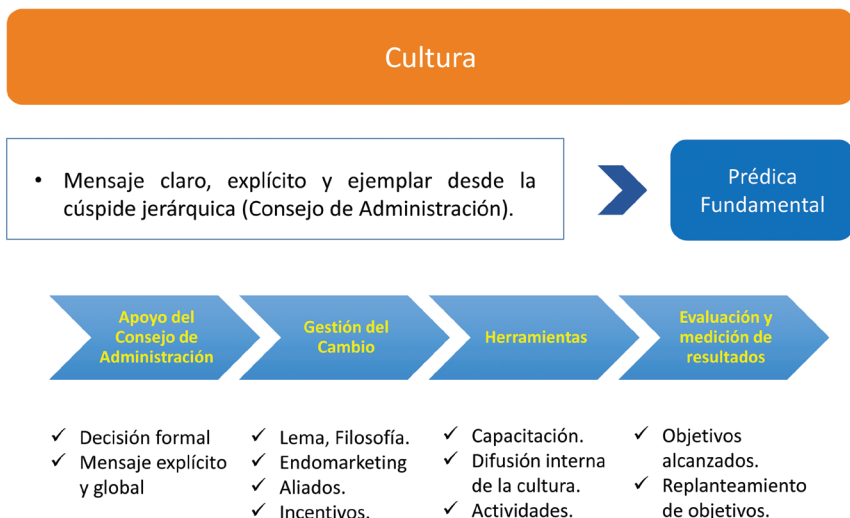 Cultura
• Mensaje claro, explícito y ejemplar desde la
cúspide jerárquica (Consejo de Administración).
Prédica
Fundamental
Apoyo del
Consejo de
Administración
Gestión del
Cambio
Herramientas
Evaluación y
medición de
resultados
✓ Decisión formal
✓ Mensaje explícito
y global
✓ Lema, Filosofía.
✓ Endomarketing
✓ Aliados.
✓ Incentivos.
✓ Capacitación.
✓ Difusión interna
de la cultura.
✓ Actividades.
✓ Objetivos
alcanzados.
✓ Replanteamiento
de objetivos.